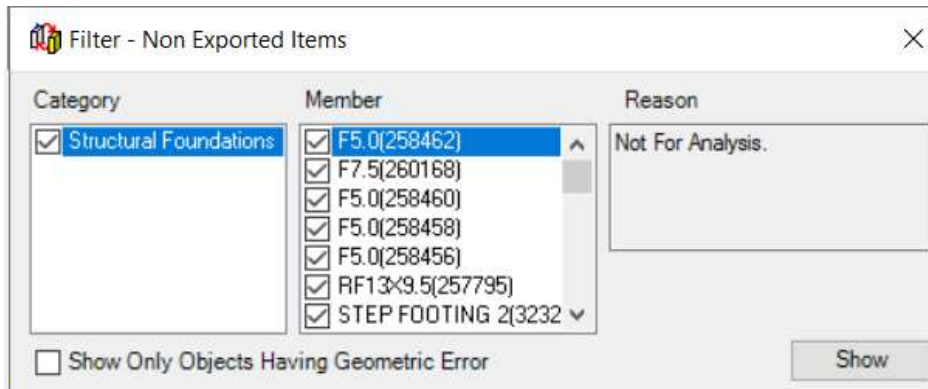 Filter - Non Exported Items
Category
Member
Reason
Structural Foundations
F5.0(258462)
F7.5(260168)
F5.0(258460)
F5.0(258458)
F5.0(258456)
RF13X9.5(257795)
STEP FOOTING 2(3232
Not For Analysis.
Show Only Objects Having Geometric Error
Show